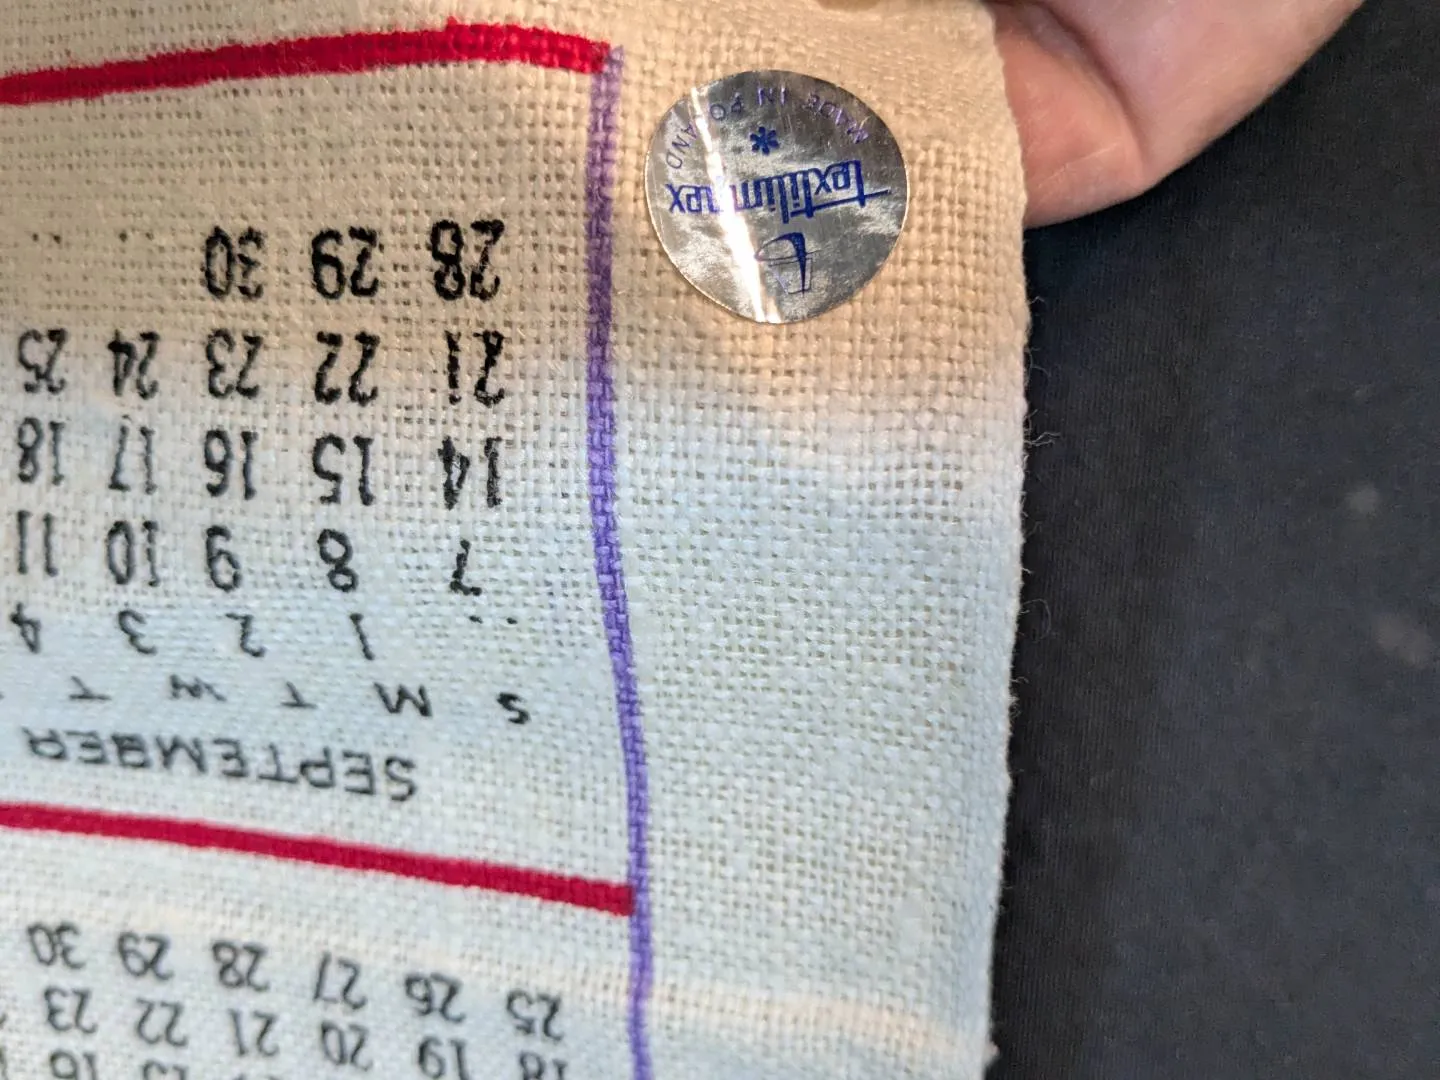 16
18 19 20 21 22 23
25 26 27 28 29 30
SEPTEMBER
S M T W T
1 2 3 4
7 8 9 10 11
14 15 16 17 18
21 22 23 24 25
28 29 30
Textilimpex
MADE IN POLAND